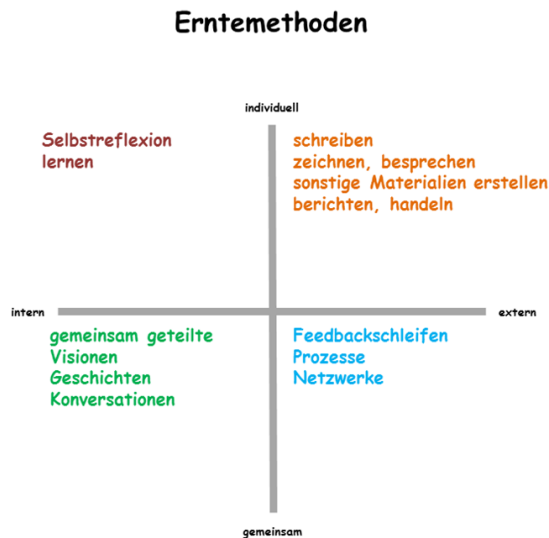 Erntemethoden
individuell
Selbstreflexion
lernen
schreiben
zeichnen, besprechen
sonstige Materialien erstellen
berichten, handeln
intern
extern
gemeinsam geteilte
Visionen
Geschichten
Konversationen
Feedbackschleifen
Prozesse
Netzwerke
gemeinsam